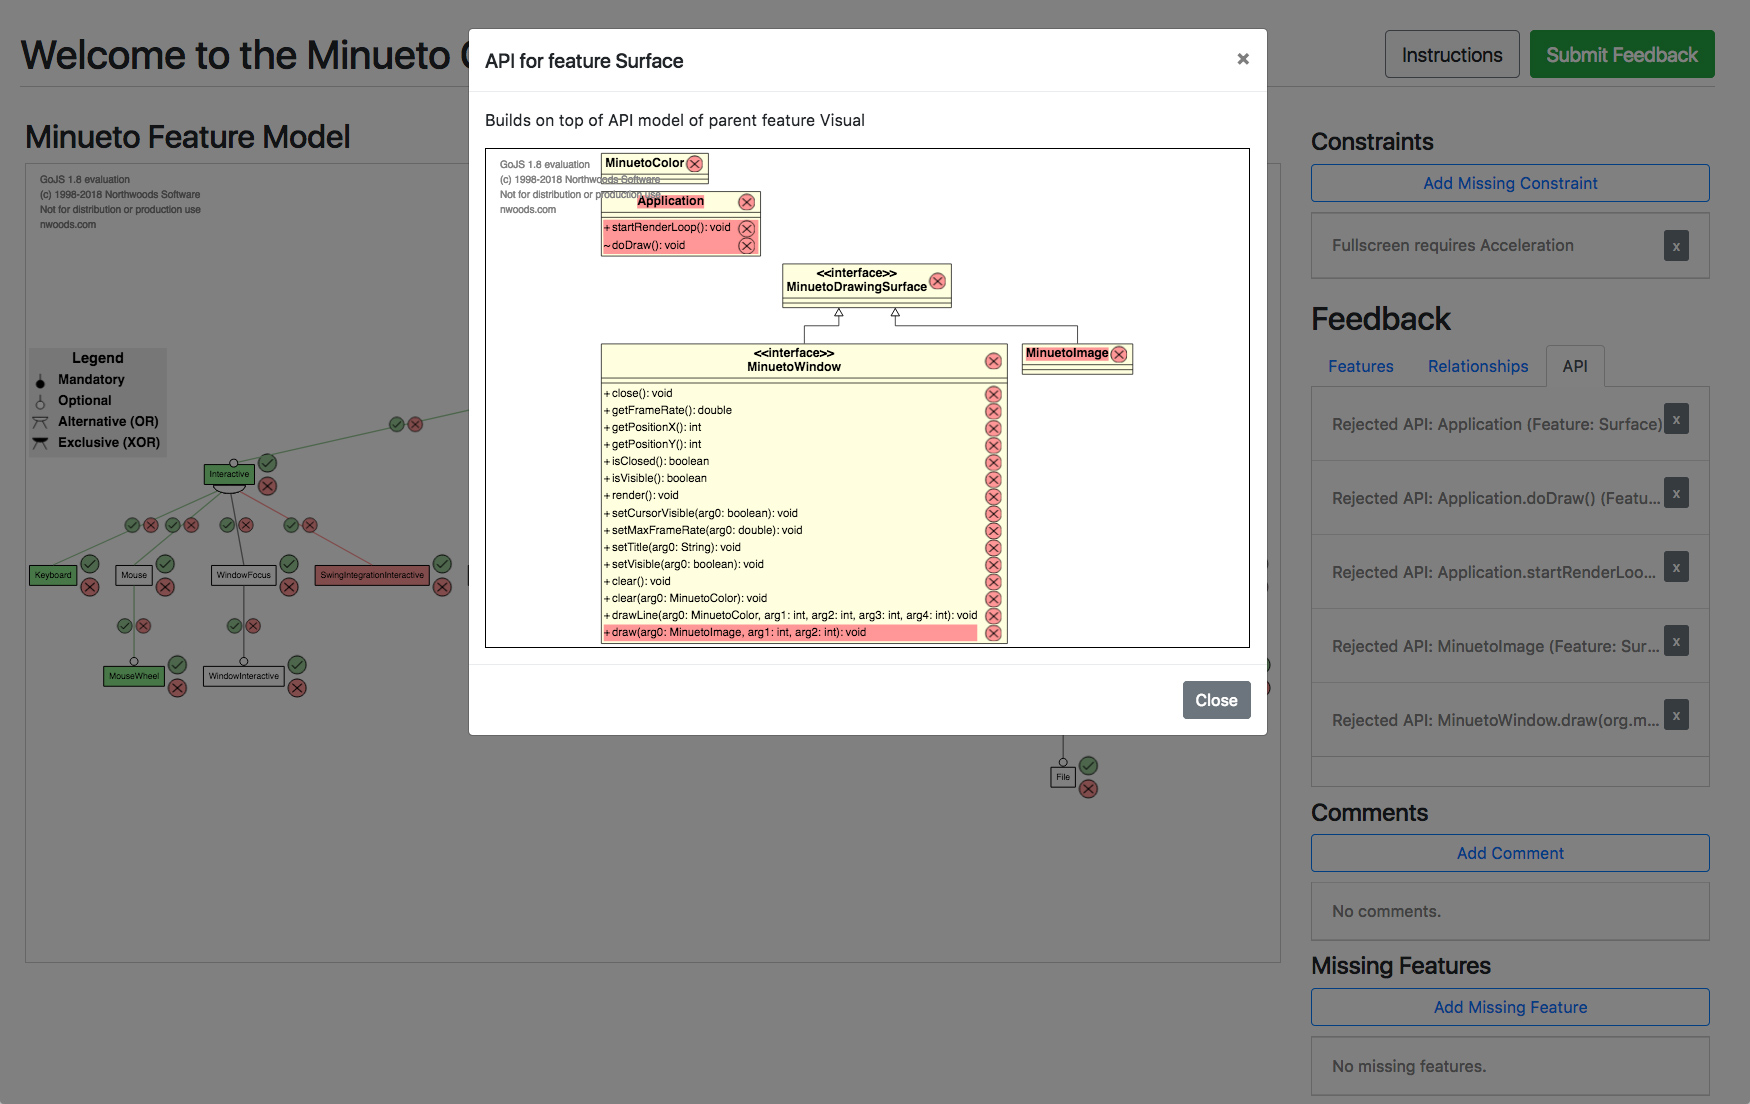 Welcome to the Minueto
Instructions
Submit Feedback
Minueto Feature Model
GoJS 1.8 evaluation
(c) 1998-2018 Northwoods Software
Not for distribution or production use
nwoods.com
Legend
Mandatory
Optional
Alternative (OR)
Exclusive (XOR)
Interactive
Keyboard
Mouse
WindowFocus
SwingIntegrationInteractive
MouseWheel
WindowInteractive
File
API for feature Surface
×
Builds on top of API model of parent feature Visual
GoJS 1.8 evaluation
(c) 1998-2018 Northwoods Software
Not for distribution or production use
nwoods.com
MinuetoColor
Application
+startRenderLoop(): void
~doDraw(): void
<<interface>>
MinuetoDrawingSurface
<<interface>>
MinuetoWindow
MinuetoImage
+close(): void
+getFrameRate(): double
+getPositionX(): int
+getPositionY(): int
+isClosed(): boolean
+isVisible(): boolean
+render(): void
+setCursorVisible(arg0: boolean): void
+setMaxFrameRate(arg0: double): void
+setTitle(arg0: String): void
+setVisible(arg0: boolean): void
+clear(): void
+clear(arg0: MinuetoColor): void
+drawLine(arg0: MinuetoColor, arg1: int, arg2: int, arg3: int, arg4: int): void
+draw(arg0: MinuetoImage, arg1: int, arg2: int): void
Close
Constraints
Add Missing Constraint
Fullscreen requires Acceleration
x
Feedback
Features
Relationships
API
Rejected API: Application (Feature: Surface)
x
Rejected API: Application.doDraw() (Featu...
x
Rejected API: Application.startRenderLoo...
x
Rejected API: MinuetoImage (Feature: Sur...
x
Rejected API: MinuetoWindow.draw(org.m...
x
Comments
Add Comment
No comments.
Missing Features
Add Missing Feature
No missing features.